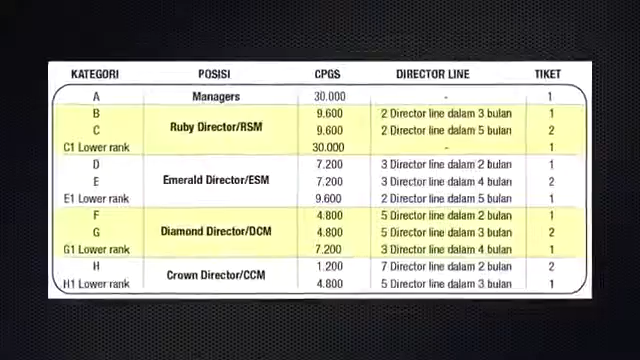 KATEGORI POSISI CPGS DIRECTOR LINE TIKET
A Managers 30.000 - 1
B 9.600 2 Director line dalam 3 bulan 1
Ruby Director/RSM
C 9.600 2 Director line dalam 5 bulan 2
C1 Lower rank 30.000 - 1
D 7.200 3 Director line dalam 2 bulan 1
E Emerald Director/ESM 7.200 3 Director line dalam 4 bulan 2
E1 Lower rank 9.600 2 Director line dalam 5 bulan 1
F 4.800 5 Director line dalam 2 bulan 1
G Diamond Director/DCM 4.800 5 Director line dalam 3 bulan 2
G1 Lower rank 7.200 3 Director line dalam 4 bulan 1
H 1.200 7 Director line dalam 2 bulan 2
Crown Director/CCM
H1 Lower rank 4.800 5 Director line dalam 3 bulan 1